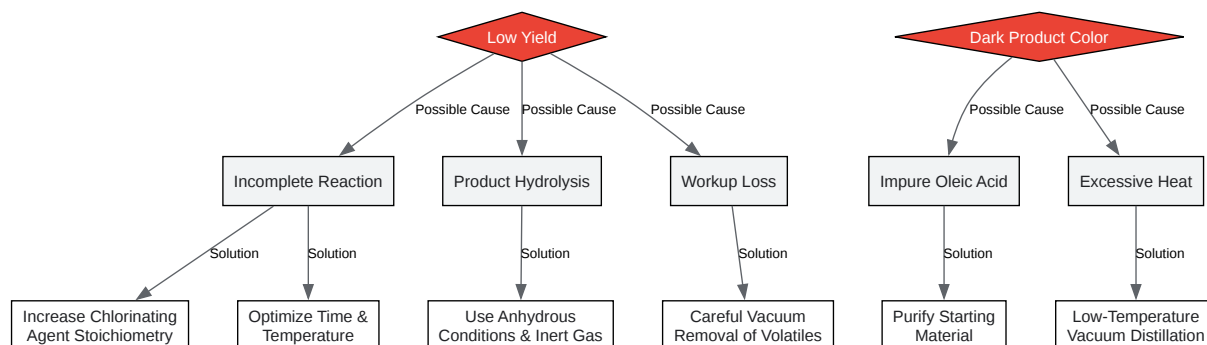 Low Yield
Dark Product Color
Possible Cause
Possible Cause
Possible Cause
Possible Cause
Possible Cause
Incomplete Reaction
Product Hydrolysis
Workup Loss
Impure Oleic Acid
Excessive Heat
Solution
Solution
Solution
Solution
Solution
Solution
Increase Chlorinating
Agent Stoichiometry
Optimize Time &
Temperature
Use Anhydrous
Conditions & Inert Gas
Careful Vacuum
Removal of Volatiles
Purify Starting
Material
Low-Temperature
Vacuum Distillation